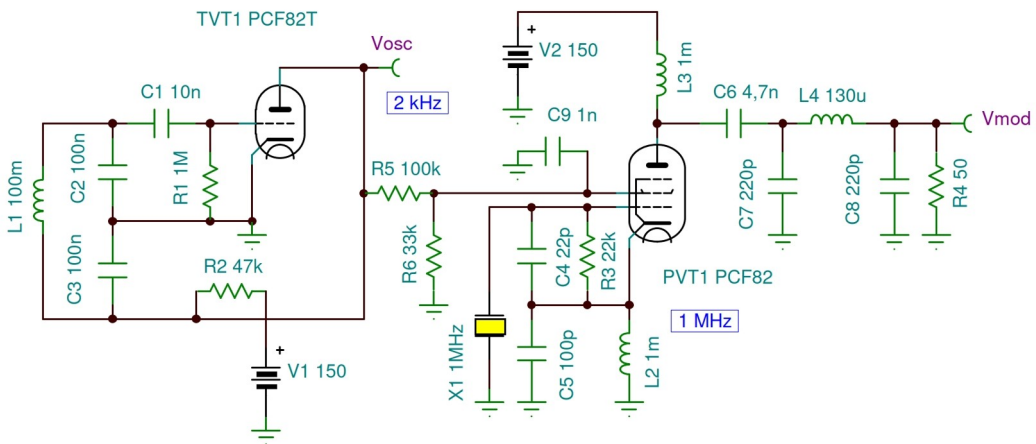 TVT1 PCF82T
Vosc
2 kHz
C1 10n
L1 100m
C2 100n
R1 1M
C3 100n
R2 47k
+
V1 150
R5 100k
R6 33k
+
V2 150
L3 1m
C9 1n
C6 4,7n
L4 130u
Vmod
C7 220p
C8 220p
R4 50
C4 22p
R3 22k
PVT1 PCF82
1 MHz
X1 1MHz
C5 100p
L2 1m